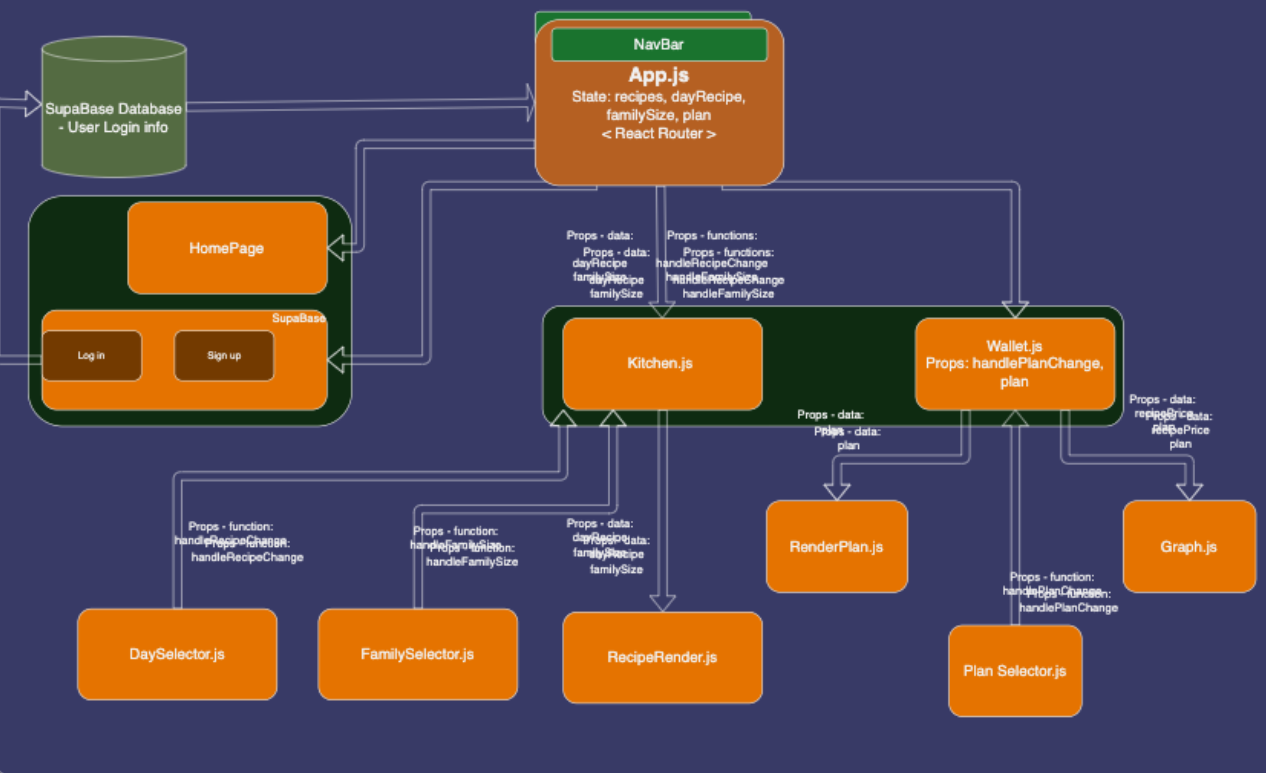 NavBar
App.js
State: recipes, dayRecipe,
familySize, plan
< React Router >
SupaBase Database
- User Login info
HomePage
SupaBase
Log in
Sign up
Props - data:
dayRecipe
familySize
Props - data:
dayRecipe
familySize
Props - functions:
handleRecipeChange
handleFamilySize
Props - functions:
handleRecipeChange
handleFamilySize
Kitchen.js
Wallet.js
Props: handlePlanChange,
plan
Props - data:
plan
Props - data:
plan
Props - data:
recipePrice
plan
Props - data:
recipePrice
plan
Props - function:
handleRecipeChange
Props - function:
handleRecipeChange
Props - function:
handleFamilySize
Props - function:
handleFamilySize
Props - data:
dayRecipe
familySize
Props - data:
dayRecipe
familySize
RenderPlan.js
Graph.js
Props - function:
handlePlanChange
Props - function:
handlePlanChange
DaySelector.js
FamilySelector.js
RecipeRender.js
Plan Selector.js